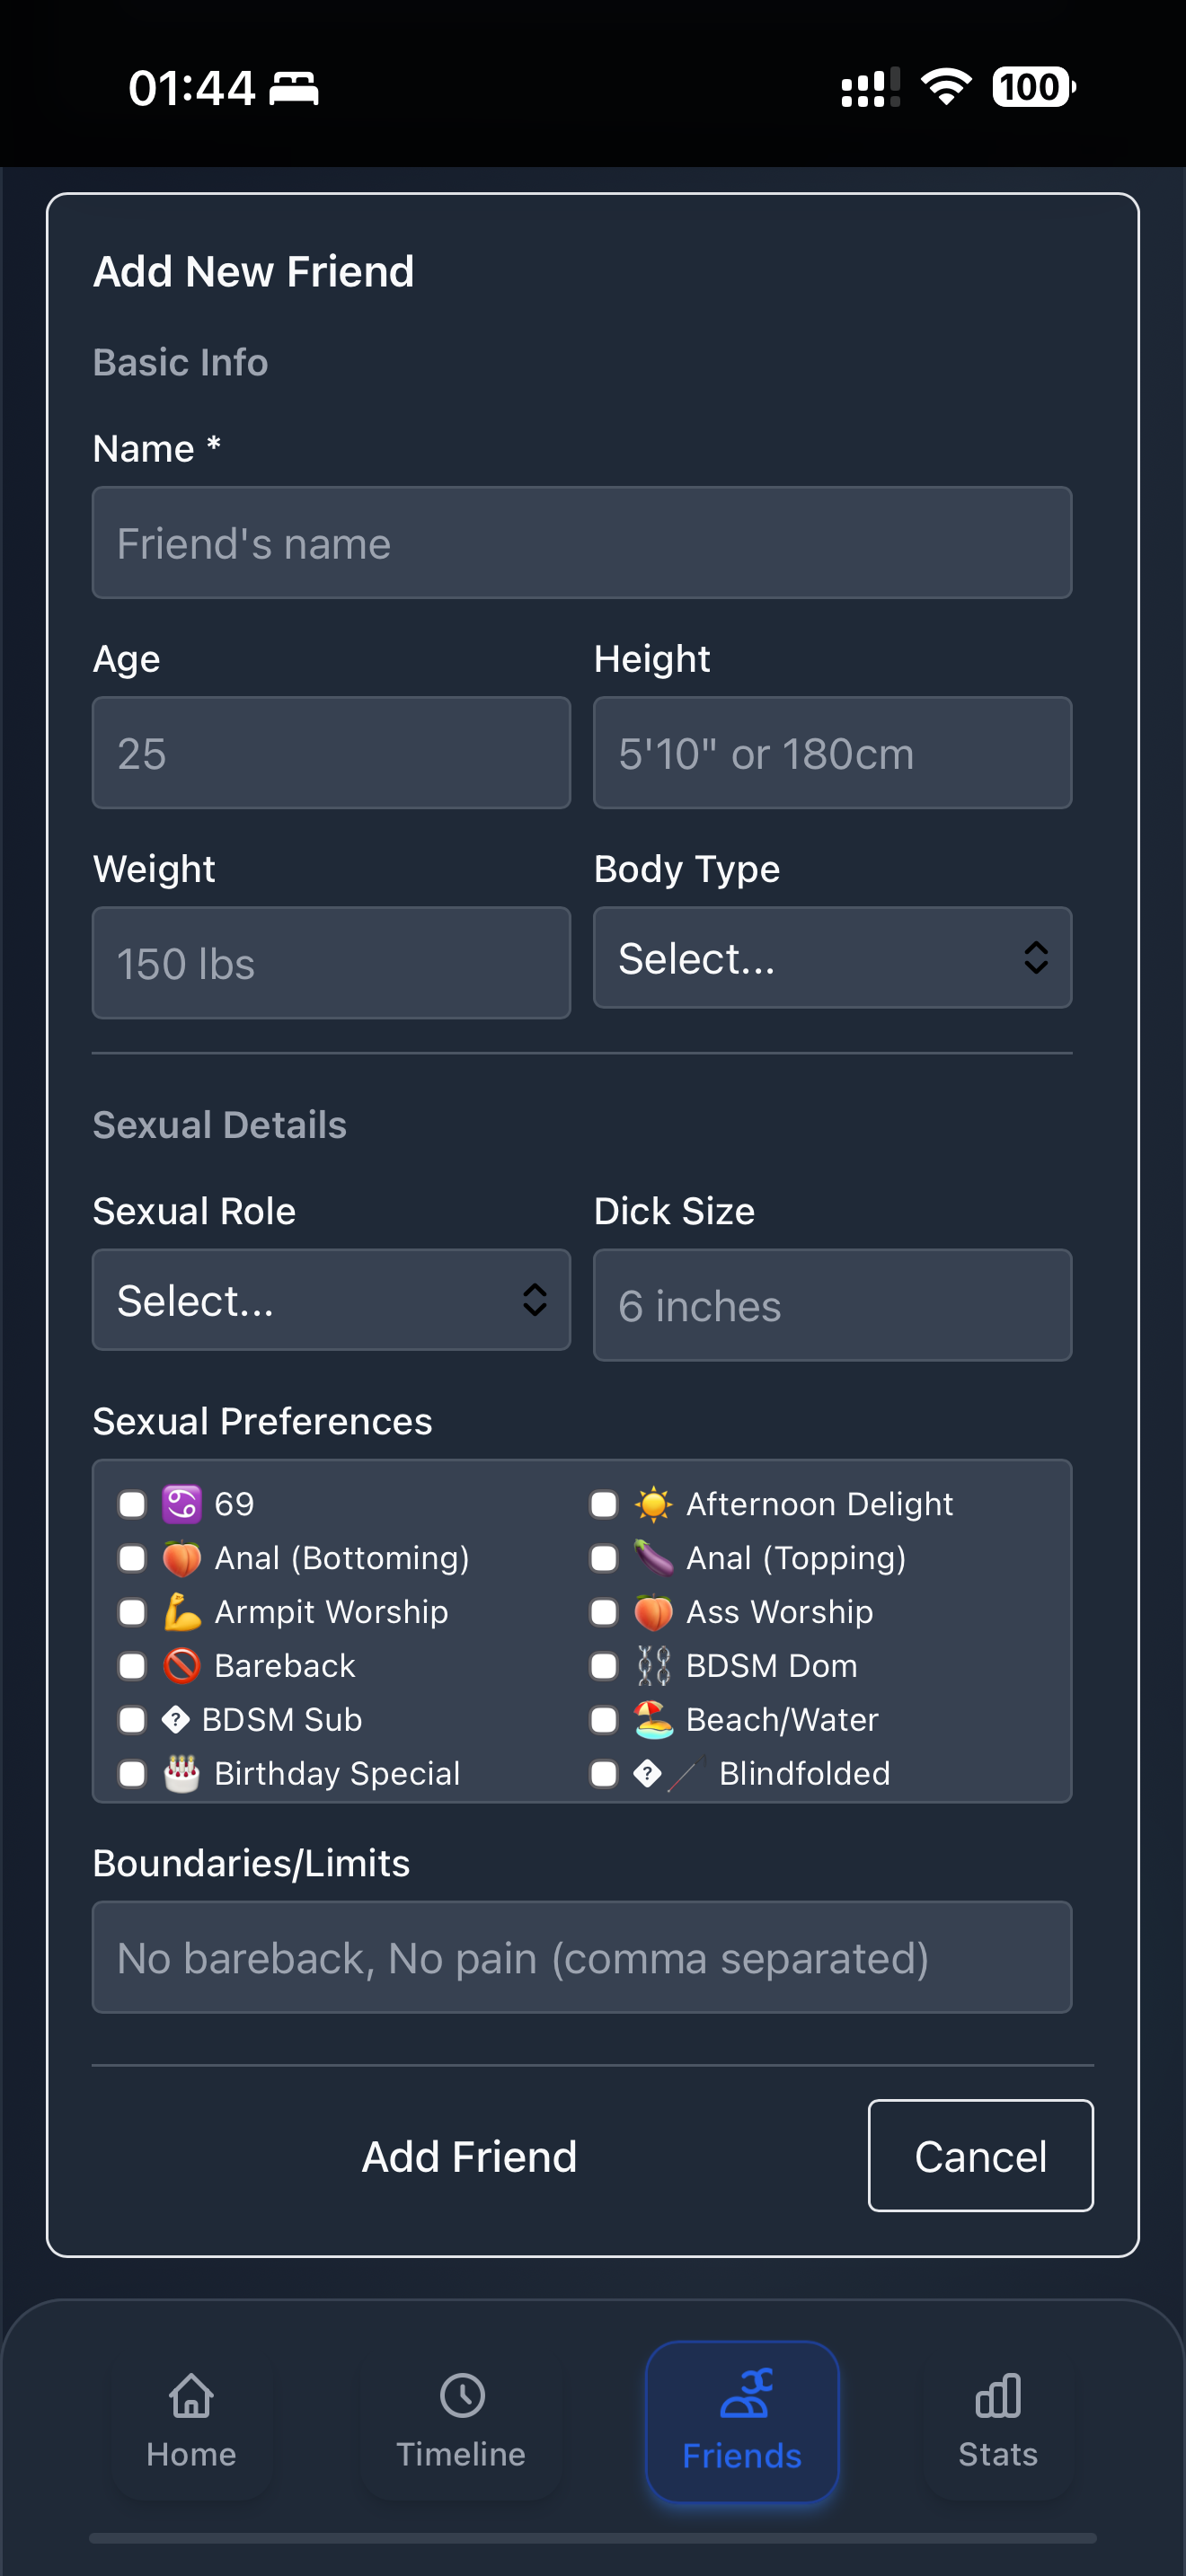 01:44
100
Add New Friend
Basic Info
Name *
Friend's name
Age Height
25 5'10" or 180cm
Weight Body Type
150 lbs Select...
Sexual Details
Sexual Role Dick Size
Select... 6 inches
Sexual Preferences
♋ 69 ☀️ Afternoon Delight
🍑 Anal (Bottoming) 🍆 Anal (Topping)
💪 Armpit Worship 🍑 Ass Worship
🚫 Bareback ⛓️ BDSM Dom
� BDSM Sub 🏖️ Beach/Water
🎂 Birthday Special �🦯 Blindfolded
Boundaries/Limits
No bareback, No pain (comma separated)
Add Friend Cancel
Home Timeline Friends Stats